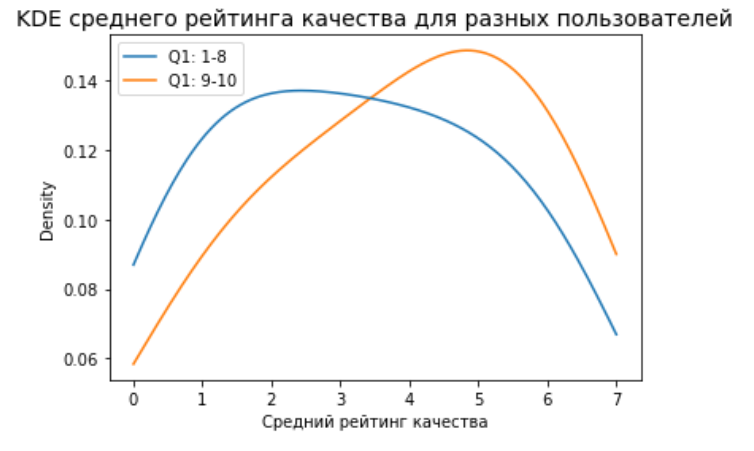 KDE среднего рейтинга качества для разных пользователей
Q1: 1-8
Q1: 9-10
0.14
0.12
0.10
0.08
0.06
Density
0 1 2 3 4 5 6 7
Средний рейтинг качества